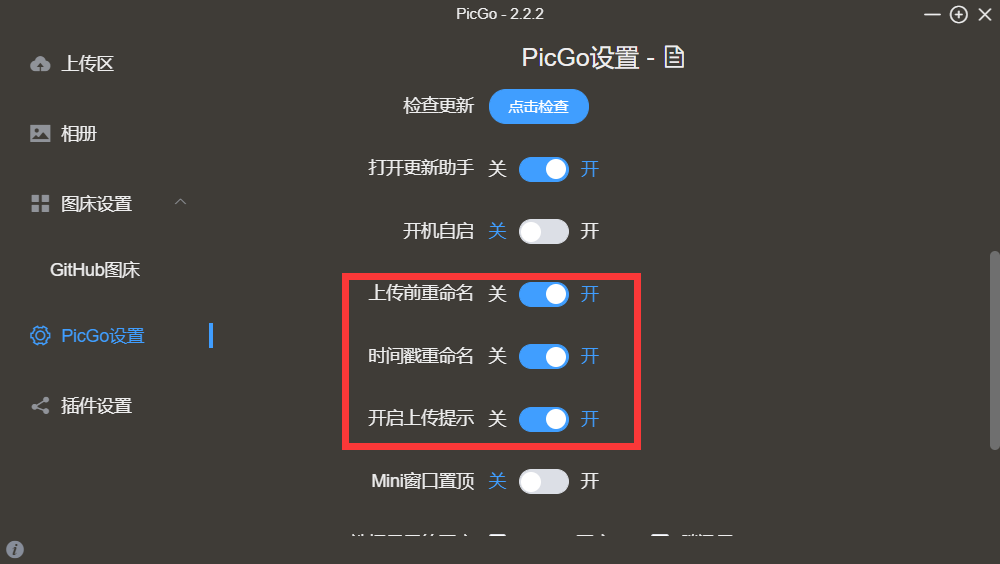 PicGo - 2.2.2
PicGo设置 -
上传区
相册
图床设置
GitHub图床
PicGo设置
插件设置
检查更新 点击检查
打开更新助手 关 开
开机自启 关 开
上传前重命名 关 开
时间戳重命名 关 开
开启上传提示 关 开
Mini窗口置顶 关 开